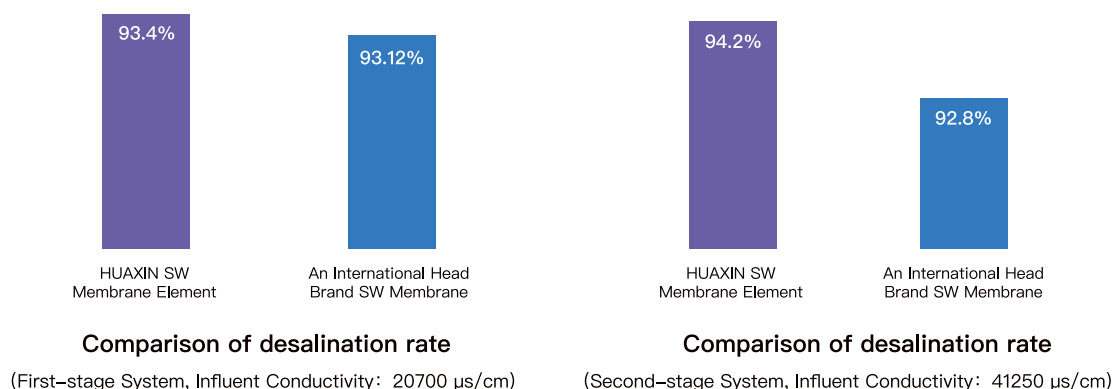 93.4%
93.12%
HUAXIN SW
Membrane Element
An International Head
Brand SW Membrane
Comparison of desalination rate
(First-stage System, Influent Conductivity: 20700 μs/cm)
94.2%
92.8%
HUAXIN SW
Membrane Element
An International Head
Brand SW Membrane
Comparison of desalination rate
(Second-stage System, Influent Conductivity: 41250 μs/cm)